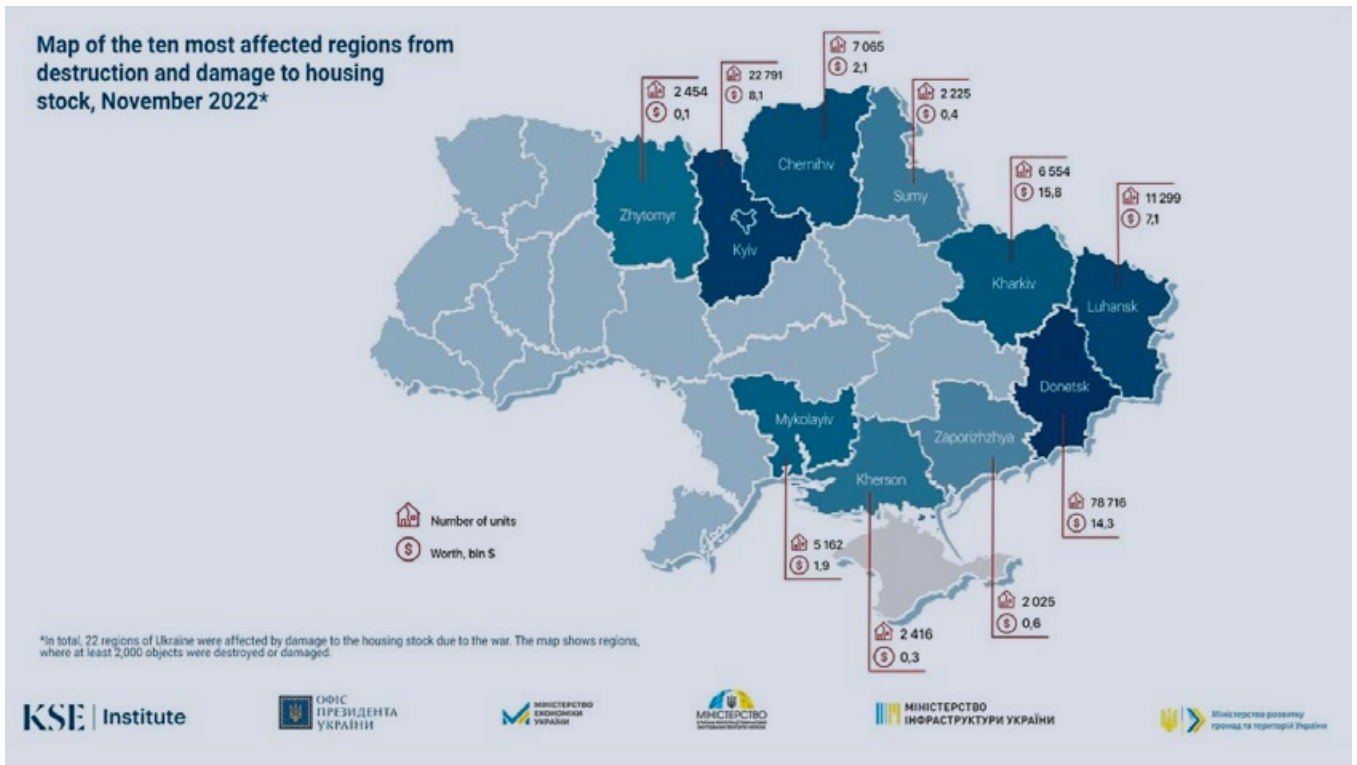 Map of the ten most affected regions from
destruction and damage to housing
stock, November 2022*
7 065
2,1
22 791
8,1
2 454
0,1
2 225
0,4
6 554
15,8
11 299
7,1
Chernihiv
Sumy
Zhytomyr
Kyiv
Kharkiv
Luhansk
Donetsk
Mykolayiv
Zaporizhzhya
Kherson
78 716
14,3
5 162
1,9
2 025
0,6
2 416
0,3
Number of units
$ Worth, bln $
*In total, 22 regions of Ukraine were affected by damage to the housing stock due to the war. The map shows regions,
where at least 2,000 objects were destroyed or damaged.
KSE Institute
ОФІС
ПРЕЗИДЕНТА
УКРАЇНИ
МІНІСТЕРСТВО
ЕКОНОМІКИ
УКРАЇНИ
МІНІСТЕРСТВО
МІНІСТЕРСТВО
ІНФРАСТРУКТУРИ УКРАЇНИ
Міністерство розвитку
громад та територій України